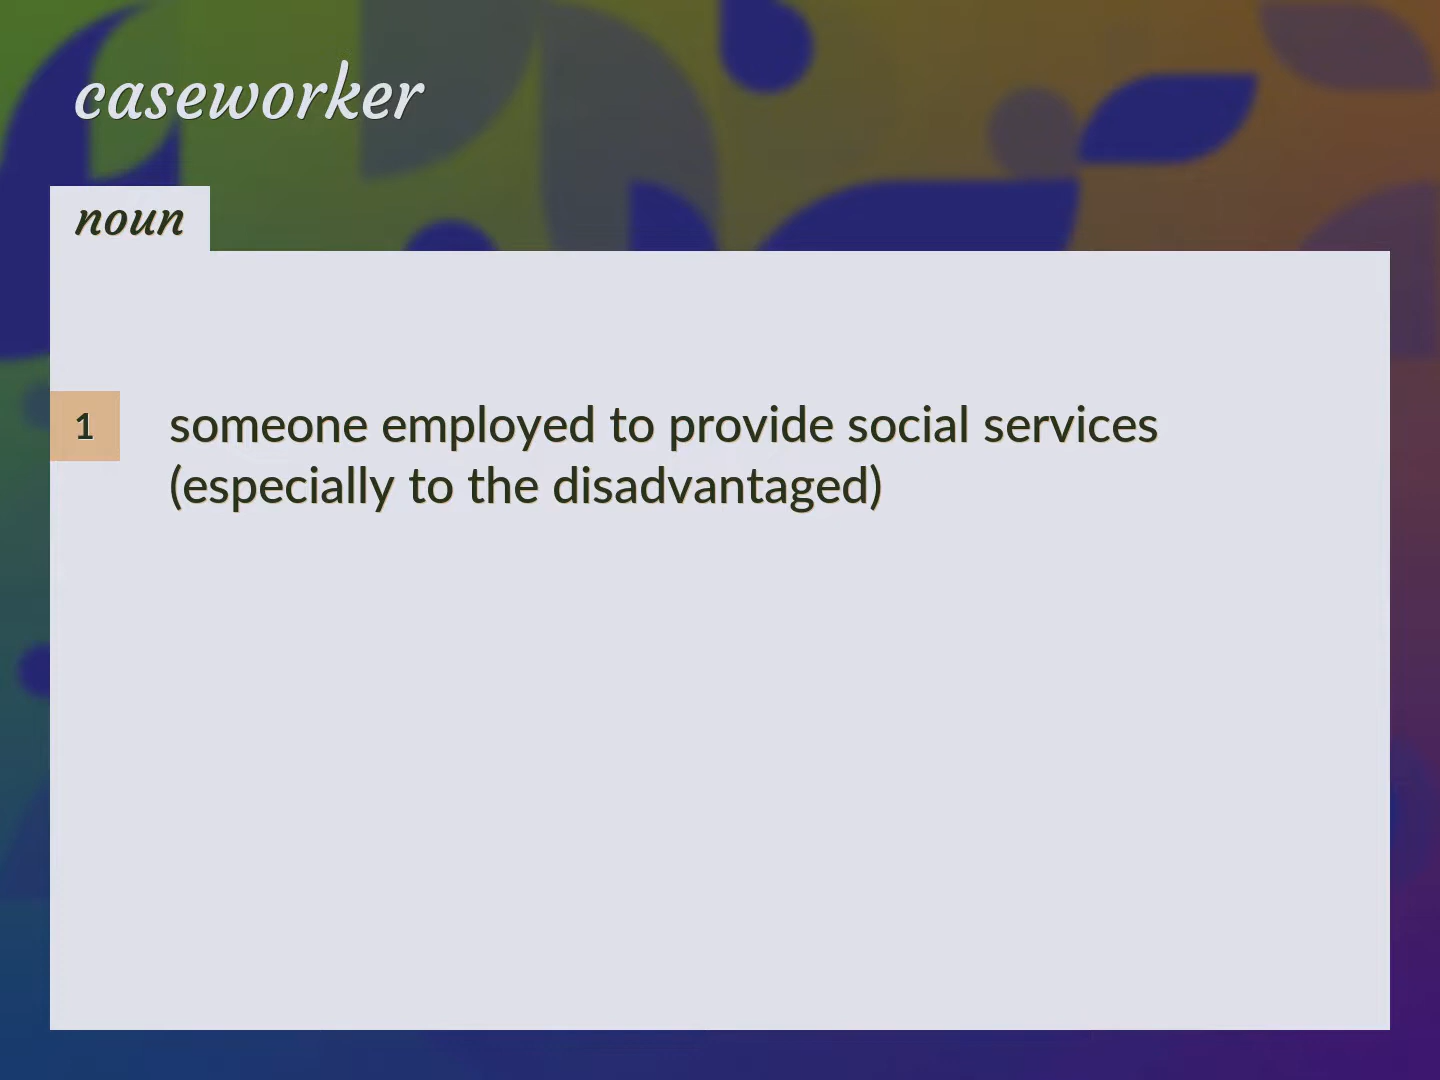 caseworker
noun
1 someone employed to provide social services
(especially to the disadvantaged)